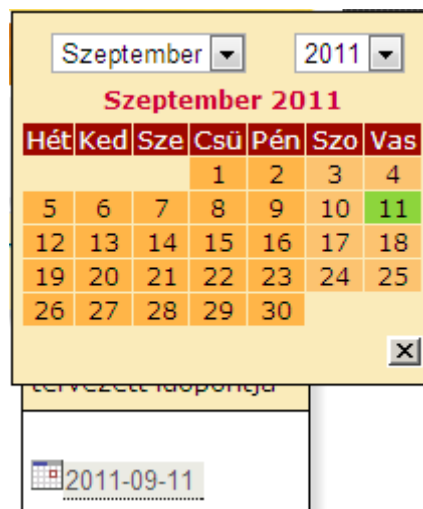 Szeptember 2011
Szeptember 2011
Hét Ked Sze Csü Pén Szo Vas
1 2 3 4
5 6 7 8 9 10 11
12 13 14 15 16 17 18
19 20 21 22 23 24 25
26 27 28 29 30
tervezett időpontja
2011-09-11